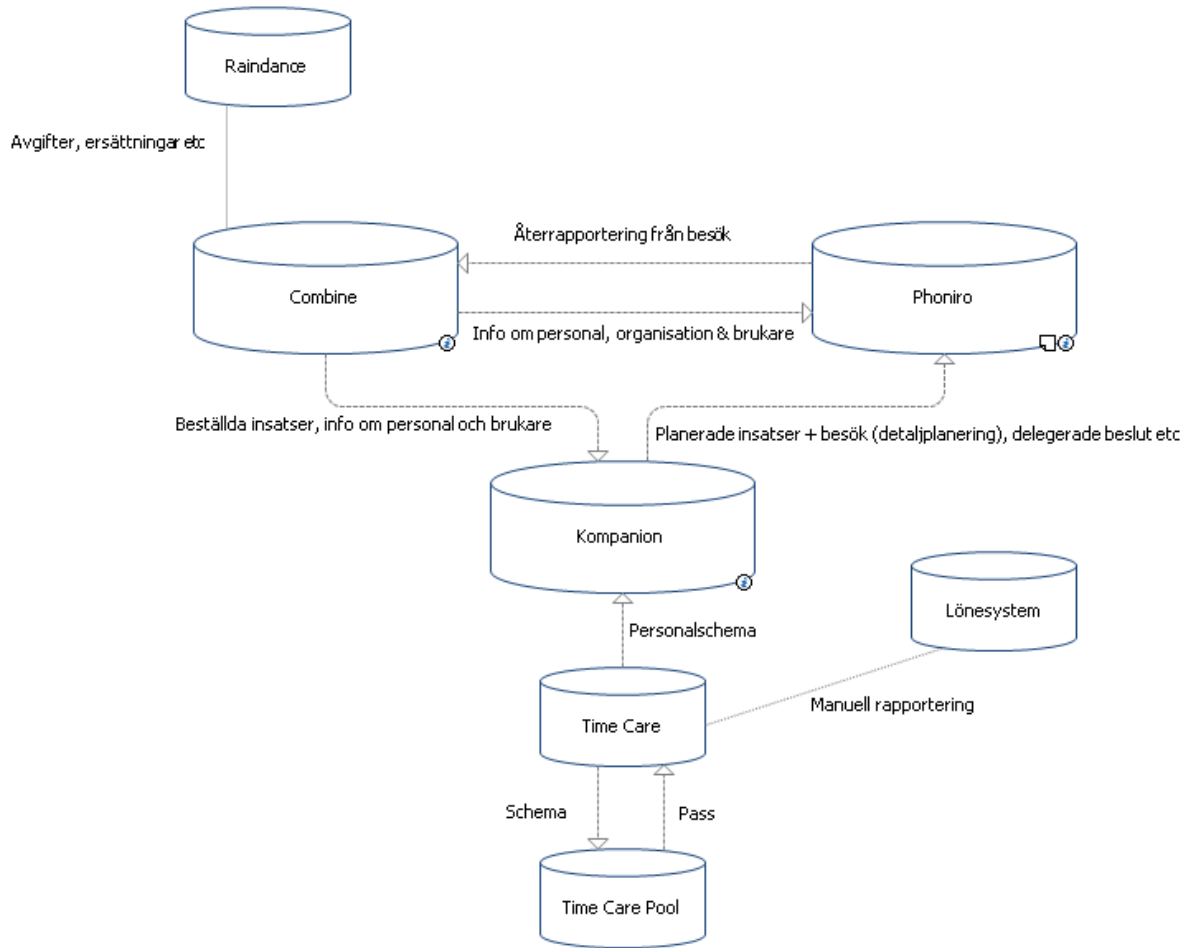 Raindance
Avgifter, ersättningar etc
Återrapportering från besök
Combine
Phoniro
Info om personal, organisation & brukare
Beställda insatser, info om personal och brukare
Planerade insatser + besök (detaljplanering), delegerade beslut etc
Kompanion
Lönesystem
Personalschema
Manuell rapportering
Time Care
Schema
Pass
Time Care Pool